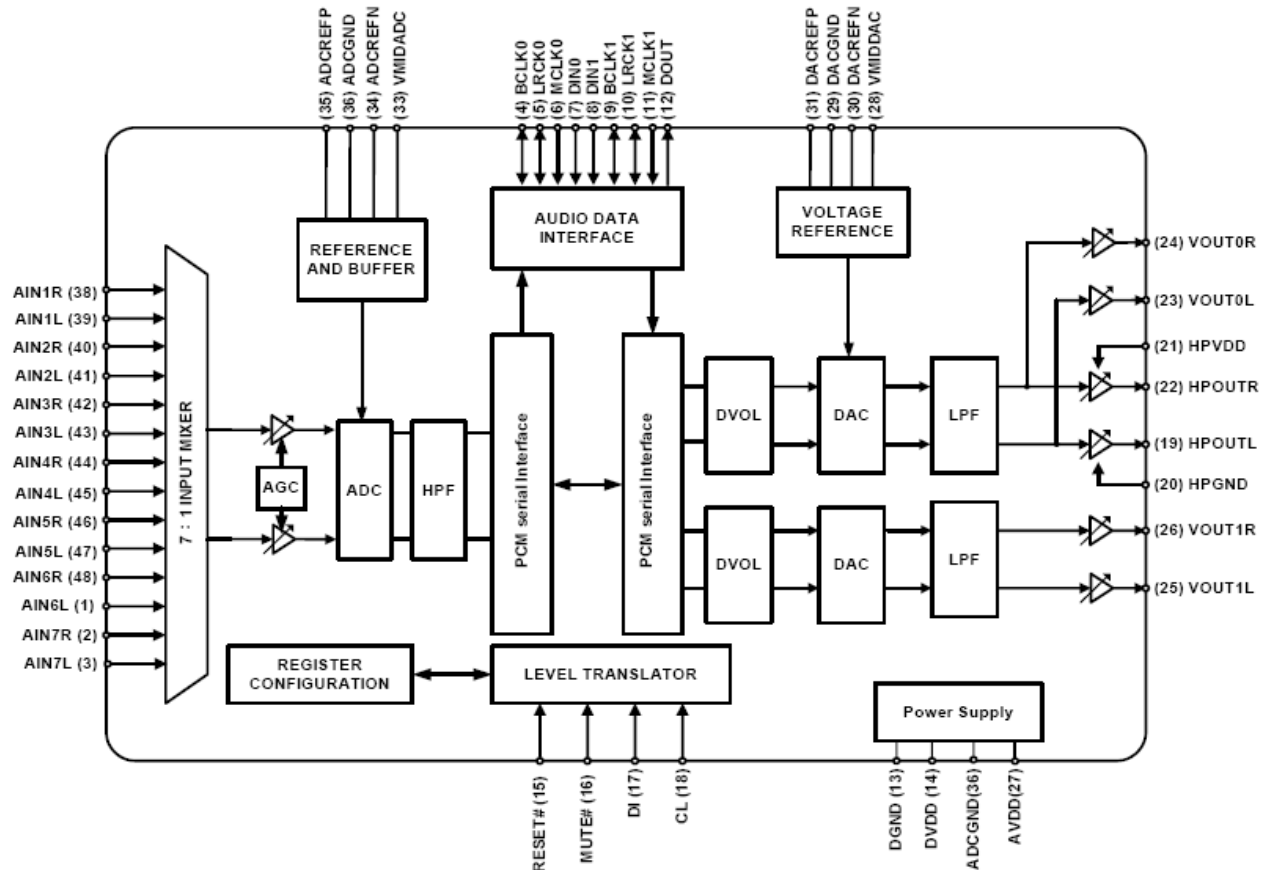 (35) ADCREFP
(36) ADCGND
(34) ADCREFN
(33) VMIDADC
(4) BCLK0
(5) LRCK0
(6) MCLK0
(7) DIN0
(8) DIN1
(9) BCLK1
(10) LRCK1
(11) MCLK1
(12) DOUT
(31) DACREFP
(29) DACGND
(30) DACREFN
(28) VMIDDAC
REFERENCE
AND BUFFER
AUDIO DATA
INTERFACE
VOLTAGE
REFERENCE
AIN1R (38)
AIN1L (39)
AIN2R (40)
AIN2L (41)
AIN3R (42)
AIN3L (43)
AIN4R (44)
AIN4L (45)
AIN5R (46)
AIN5L (47)
AIN6R (48)
AIN6L (1)
AIN7R (2)
AIN7L (3)
7 : 1 INPUT MIXER
AGC
ADC
HPF
PCM serial Interface
PCM serial Interface
DVOL
DAC
LPF
DVOL
DAC
LPF
(24) VOUT0R
(23) VOUT0L
(21) HPVDD
(22) HPOUTR
(19) HPOUTL
(20) HPGND
(26) VOUT1R
(25) VOUT1L
REGISTER
CONFIGURATION
LEVEL TRANSLATOR
Power Supply
RESET# (15)
MUTE# (16)
DI (17)
CL (18)
DGND (13)
DVDD (14)
ADCGND(36)
AVDD(27)